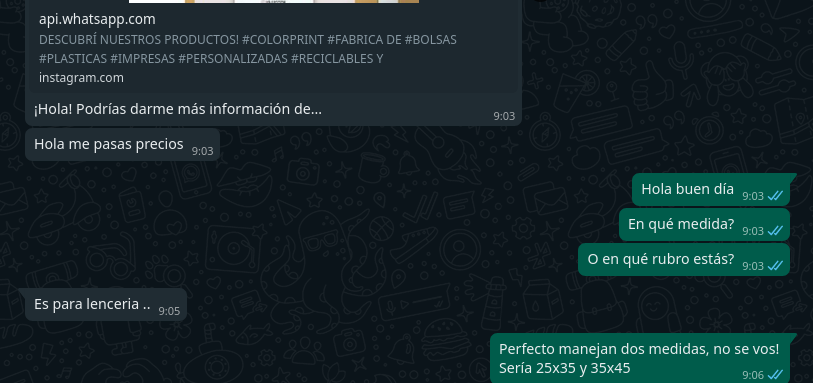 api.whatsapp.com
DESCUBRÍ NUESTROS PRODUCTOS! #COLORPRINT #FABRICA DE #BOLSAS
#PLASTICAS #IMPRESAS #PERSONALIZADAS #RECICLABLES Y
instagram.com
¡Hola! Podrías darme más información de...
9:03
Hola me pasas precios 9:03
Hola buen día 9:03
En qué medida? 9:03
O en qué rubro estás? 9:03
Es para lenceria .. 9:05
Perfecto manejan dos medidas, no se vos!
Sería 25x35 y 35x45 9:06